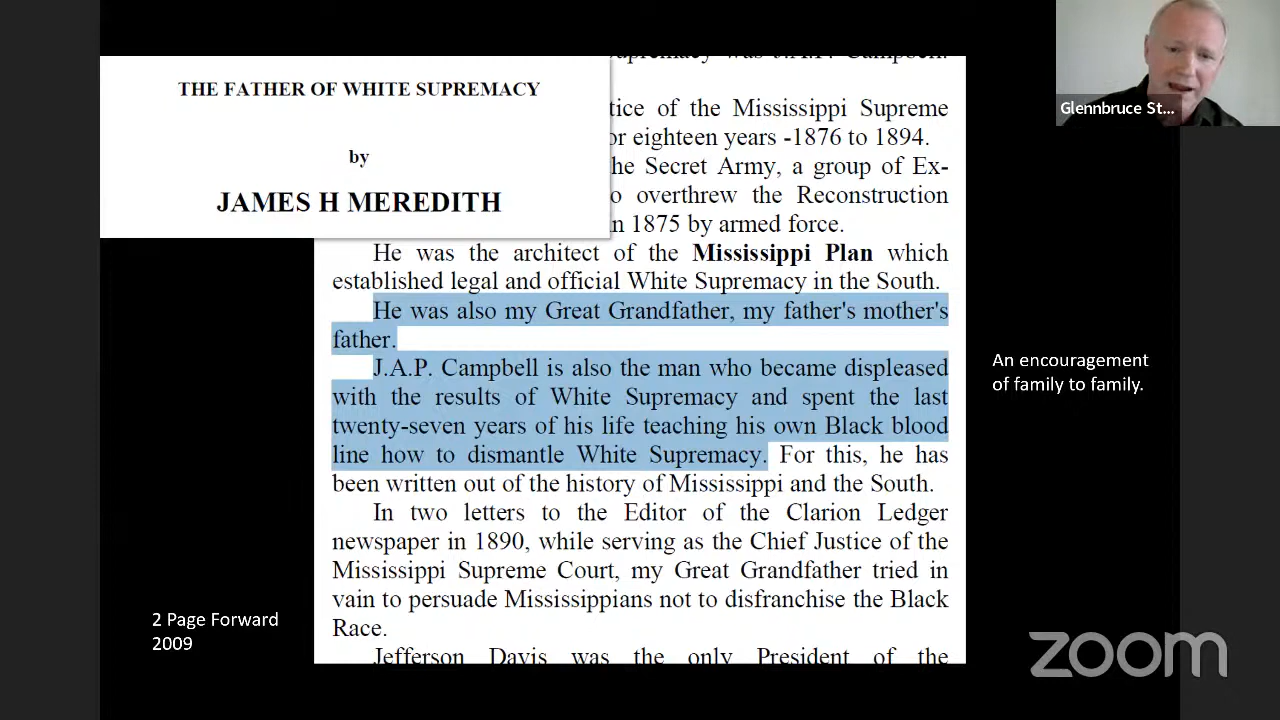 THE FATHER OF WHITE SUPREMACY
by
JAMES H MEREDITH
supremacy was J.A.P. Campbell.
tice of the Mississippi Supreme
or eighteen years -1876 to 1894.
he Secret Army, a group of Ex-
o overthrew the Reconstruction
in 1875 by armed force.
He was the architect of the Mississippi Plan which
established legal and official White Supremacy in the South.
He was also my Great Grandfather, my father's mother's
father.
J.A.P. Campbell is also the man who became displeased
with the results of White Supremacy and spent the last
twenty-seven years of his life teaching his own Black blood
line how to dismantle White Supremacy. For this, he has
been written out of the history of Mississippi and the South.
In two letters to the Editor of the Clarion Ledger
newspaper in 1890, while serving as the Chief Justice of the
Mississippi Supreme Court, my Great Grandfather tried in
vain to persuade Mississippians not to disfranchise the Black
Race.
Jefferson Davis was the only President of the
An encouragement
of family to family.
2 Page Forward
2009
Glennbruce St...
zoom